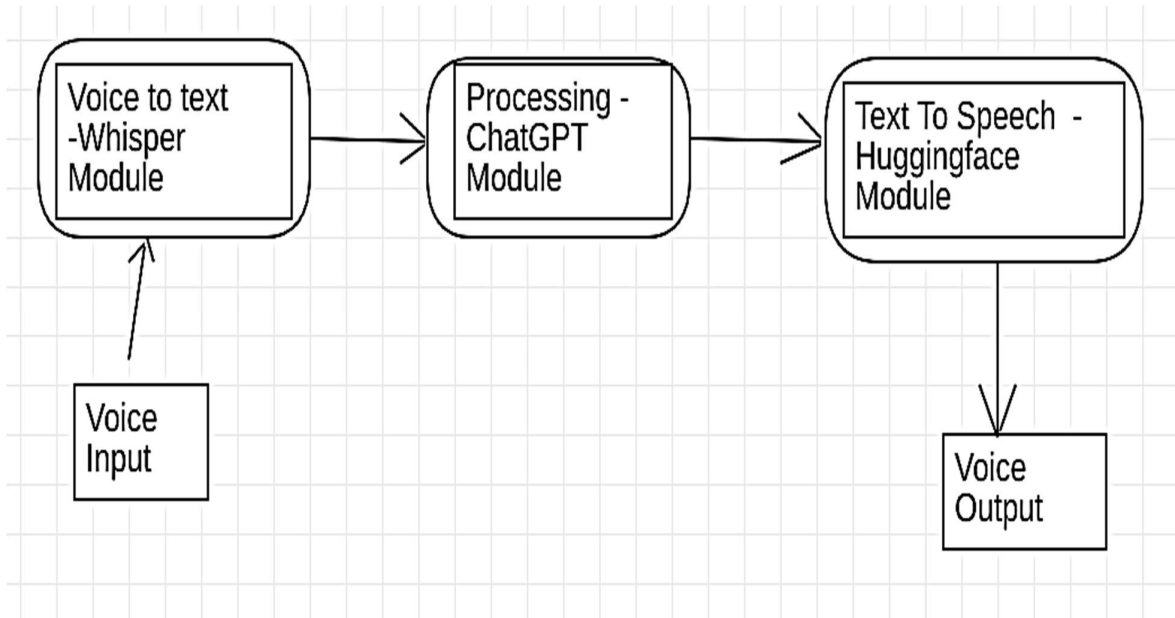 Voice to text
-Whisper
Module
Processing -
ChatGPT
Module
Text To Speech -
Huggingface
Module
Voice
Input
Voice
Output